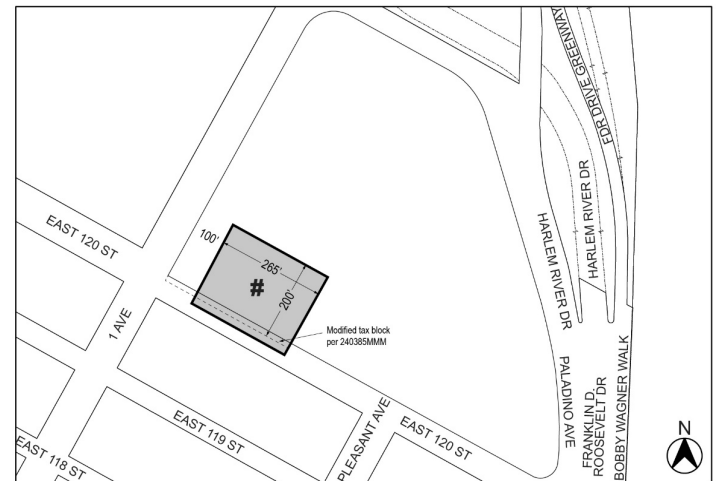 FDR DRIVE GREENWAY
EAST 120 ST
100'
265'
#
200'
HARLEM RIVER DR
HARLEM RIVER DR
Modified tax block
per 240385MMM
1 AVE
EAST 119 ST
EAST 118 ST
PLEASANT AVE
EAST 120 ST
PALADINO AVE
FRANKLIN D.
ROOSEVELT DR
BOBBY WAGNER WALK
N